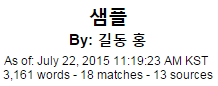 샘플
By: 길동 홍
As of: July 22, 2015 11:19:23 AM KST
3,161 words - 18 matches - 13 sources